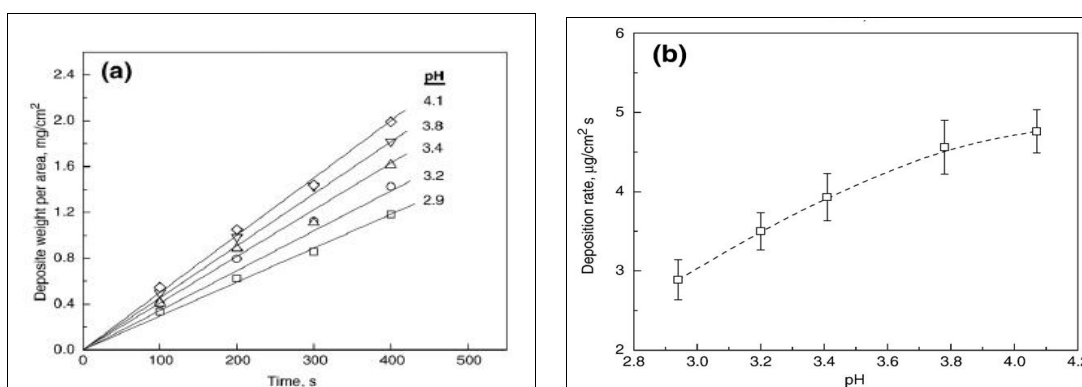 (a)
Deposite weight per area, mg/cm²
2.4
2.0
1.6
1.2
0.8
0.4
0.0
pH
4.1
3.8
3.4
3.2
2.9
0 100 200 300 400 500
Time, s
(b)
Deposition rate, µg/cm² s
6
5
4
3
2
2.8 3.0 3.2 3.4 3.6 3.8 4.0 4.2
pH